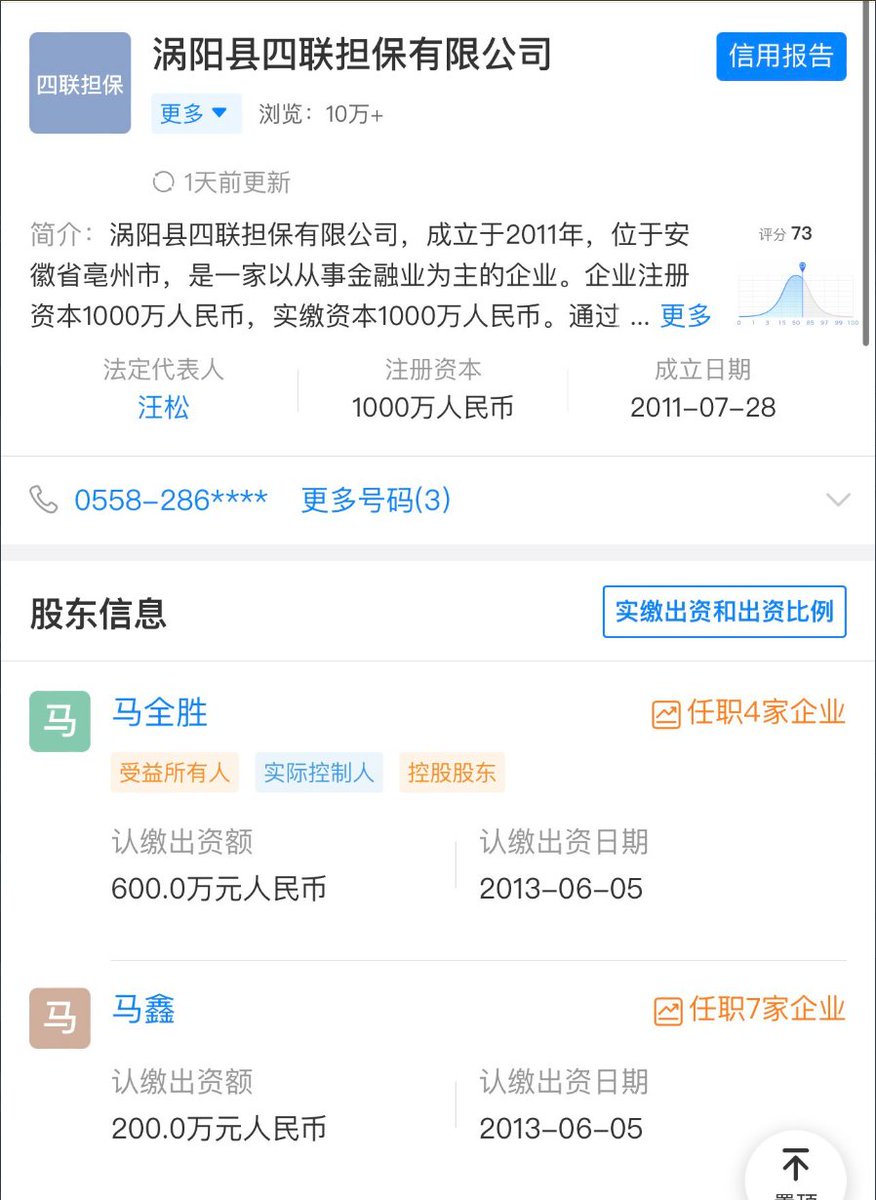 涡阳县四联担保有限公司
信用报告
四联担保
更多
浏览：10万+
1天前更新
简介：涡阳县四联担保有限公司，成立于2011年，位于安
徽省亳州市，是一家以从事金融业为主的企业。企业注册
资本1000万人民币，实缴资本1000万人民币。通过 ... 更多
评分 73
0 1 3 15 50 85 97 99 100
法定代表人
汪松
注册资本
1000万人民币
成立日期
2011-07-28
0558-286**** 更多号码(3)
股东信息
实缴出资和出资比例
马
马全胜
任职4家企业
受益所有人 实际控制人 控股股东
认缴出资额
600.0万元人民币
认缴出资日期
2013-06-05
马
马鑫
任职7家企业
认缴出资额
200.0万元人民币
认缴出资日期
2013-06-05
置顶